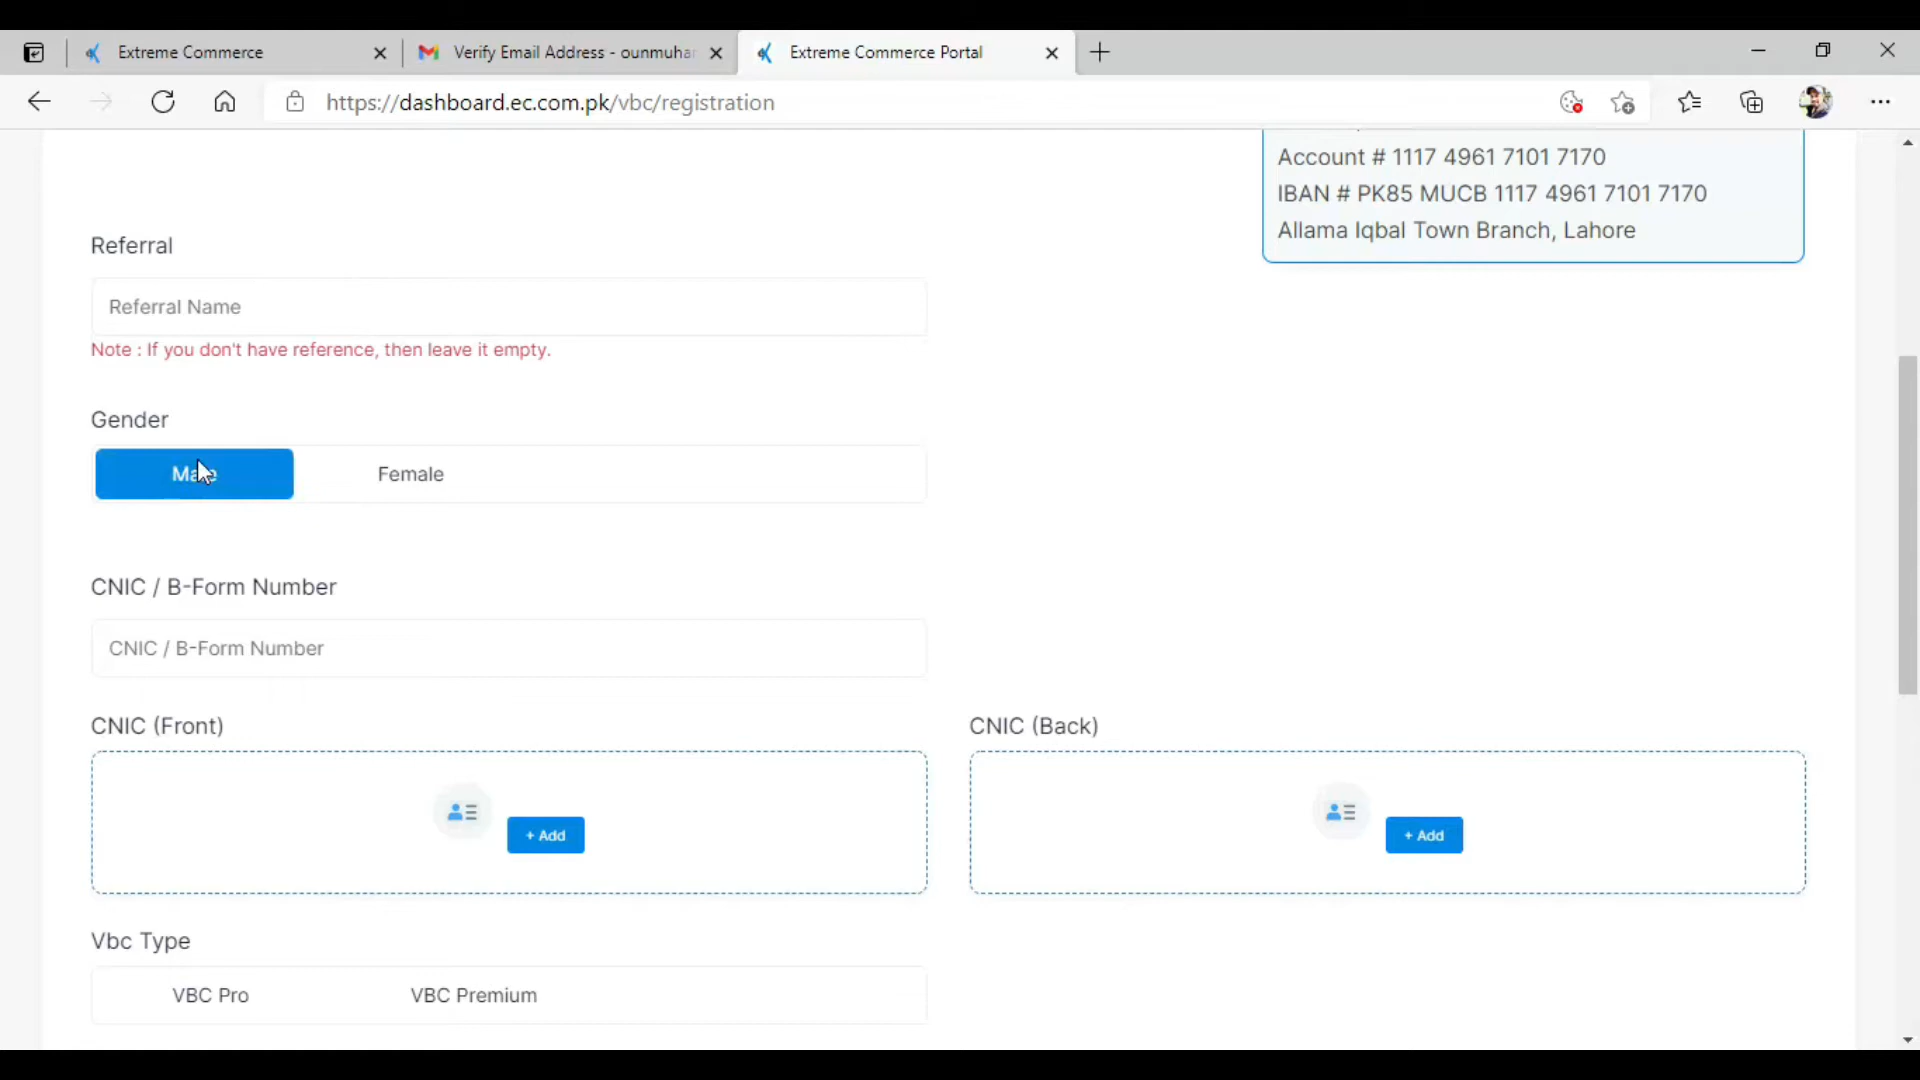 Extreme Commerce
Verify Email Address - ounmuhar
Extreme Commerce Portal
https://dashboard.ec.com.pk/vbc/registration
Account # 1117 4961 7101 7170
IBAN # PK85 MUCB 1117 4961 7101 7170
Allama Iqbal Town Branch, Lahore
Referral
Referral Name
Note : If you don't have reference, then leave it empty.
Gender
Male Female
CNIC / B-Form Number
CNIC / B-Form Number
CNIC (Front) CNIC (Back)
+ Add + Add
Vbc Type
VBC Pro VBC Premium